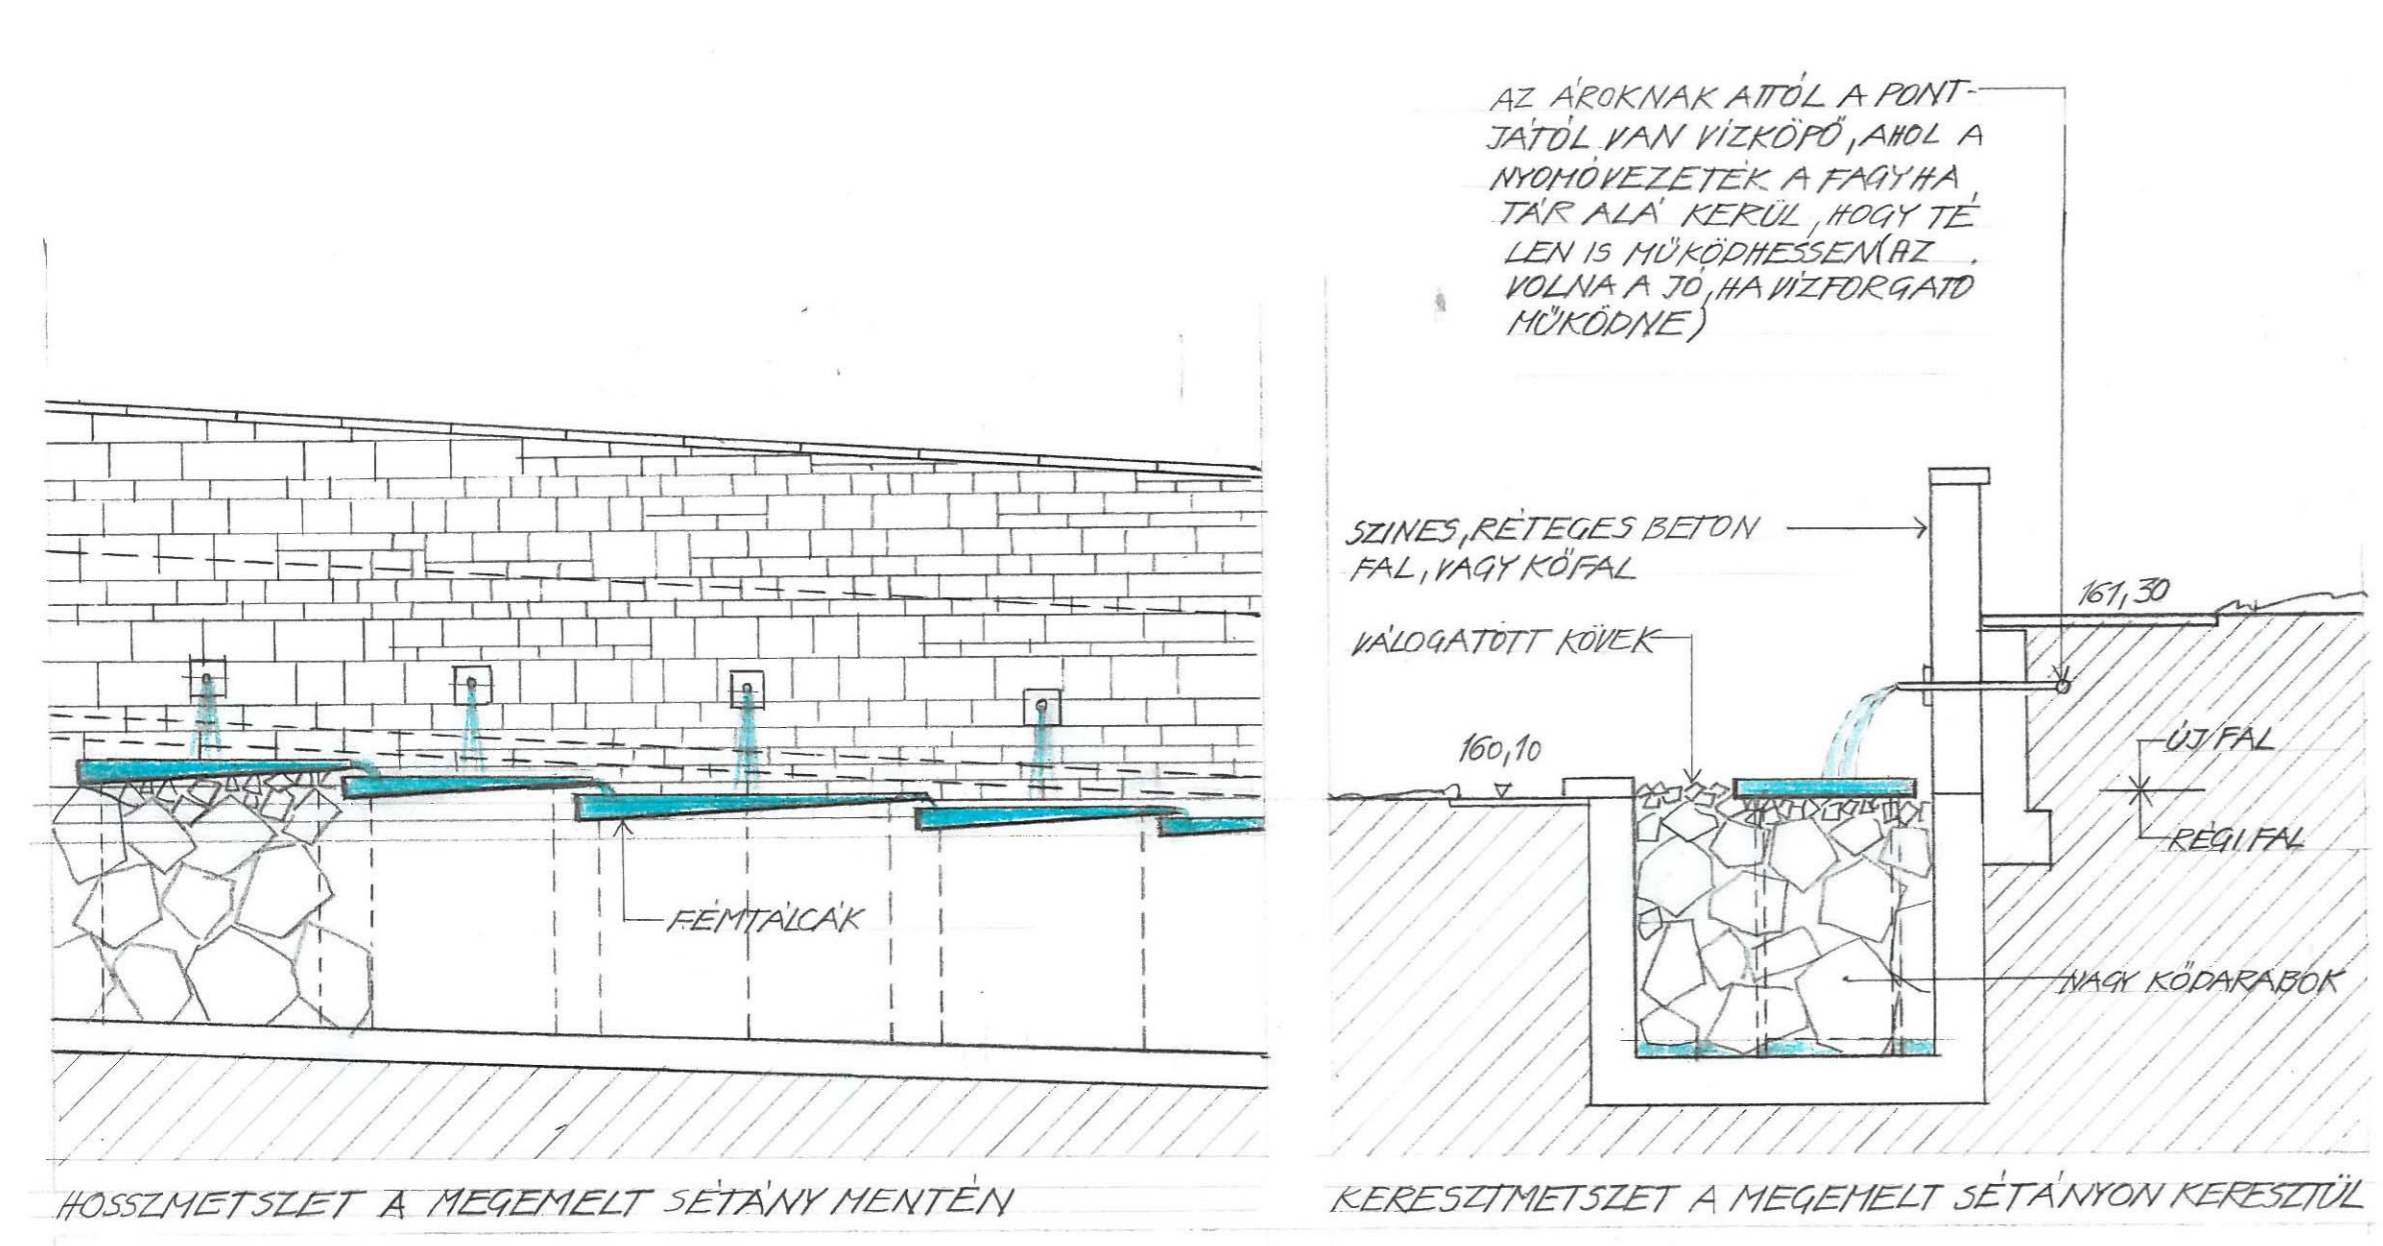 AZ ÁROKNAK ATTÓL A PONT-
JÁTÓL VAN VÍZKÖPŐ, AHOL A
NYOMÓVEZETÉK A FAGYHA
TÁR ALÁ KERÜL, HOGY TÉ
LEN IS MŰKÖDHESSEN (AZ
VOLNA A JÓ, HA VÍZFORGATÓ
MŰKÖDNE)
SZINES, RÉTEGES BETON
FAL, VAGY KŐFAL
161,30
VÁLOGATOTT KÖVEK
160,10
ÚJ FAL
RÉGI FAL
FÉMTÁLCÁK
NAGY KŐDARABOK
HOSSZMETSZET A MEGEMELT SÉTÁNY MENTÉN
KERESZTMETSZET A MEGEMELT SÉTÁNYON KERESZTÜL